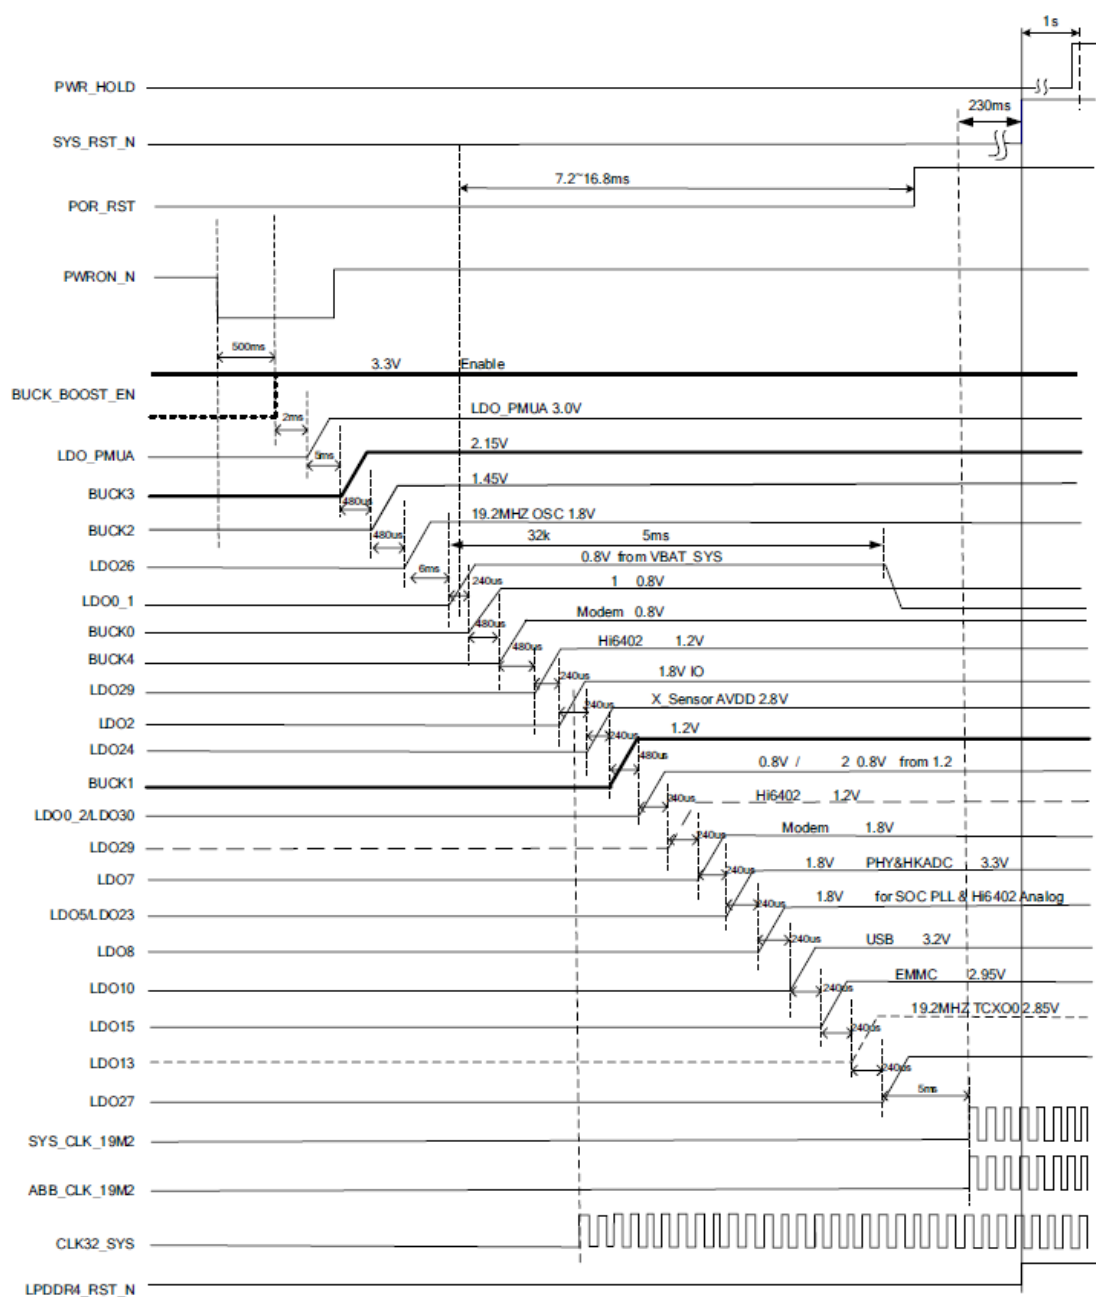 1s
PWR_HOLD
230ms
SYS_RST_N
7.2~16.8ms
POR_RST
PWRON_N
500ms
3.3V Enable
BUCK_BOOST_EN
2ms
LDO_PMUA 3.0V
LDO_PMUA
5ms
2.15V
BUCK3
480us
1.45V
BUCK2
480us
19.2MHZ OSC 1.8V
32k 5ms
LDO26
6ms
0.8V from VBAT_SYS
240us
1 0.8V
LDO0_1
Modem 0.8V
BUCK0
480us
Hi6402 1.2V
480us
BUCK4
1.8V IO
240us
LDO29
X_Sensor AVDD 2.8V
240us
LDO2
1.2V
240us
LDO24
480us
0.8V / 2 0.8V from 1.2
BUCK1
Hi6402 1.2V
240us
LDO0_2/LDO30
Modem 1.8V
240us
LDO29
1.8V PHY&HKADC 3.3V
240us
LDO7
1.8V for SOC PLL & Hi6402 Analog
240us
LDO5/LDO23
USB 3.2V
240us
LDO8
EMMC 2.95V
240us
LDO10
19.2MHZ TCXO0 2.85V
LDO15
240us
LDO13
240us
5ms
LDO27
SYS_CLK_19M2
ABB_CLK_19M2
CLK32_SYS
LPDDR4_RST_N